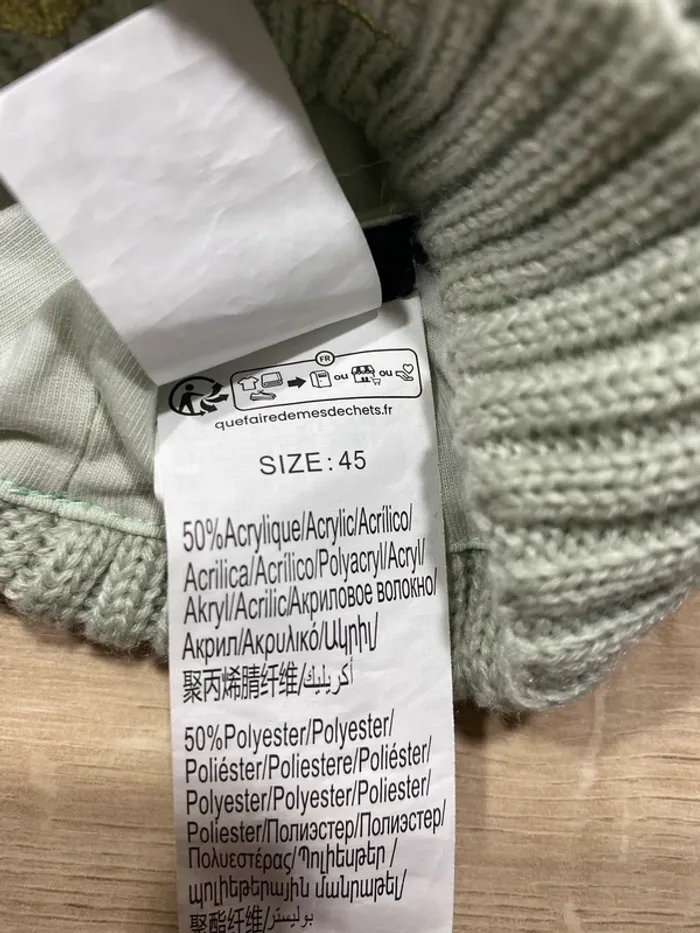 FR
ou ou
quefairedemesdechets.fr
SIZE: 45
50%Acrylique/Acrylic/Acrílico/
Acrilica/Acrílico/Polyacryl/Acryl/
Akryl/Acrilic/Акриловое волокно/
Акрил/Ακρυλικό/Ակրիլ/
聚丙烯腈纤维/أكريليك
50%Polyester/Polyester/
Poliéster/Poliestere/Poliéster/
Polyester/Polyester/Poliester/
Poliester/Полиэстер/Полиэстер/
Πολυεστέρας/Պոլիեսթեր /
պոլիեթերային մանրաթել/
聚酯纤维/بوليستر